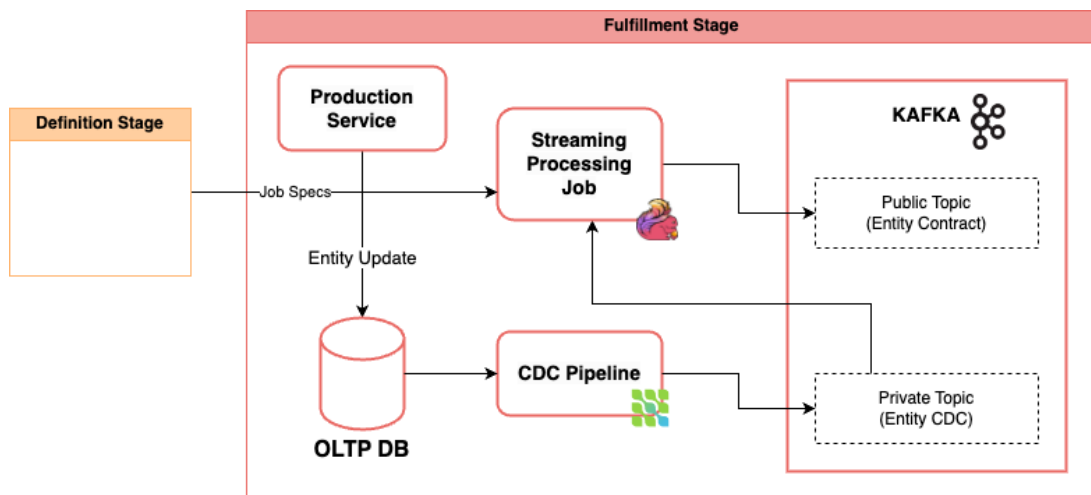 Fulfillment Stage
Definition Stage
Production
Service
Streaming
Processing
Job
KAFKA
Job Specs
Public Topic
(Entity Contract)
Entity Update
CDC Pipeline
Private Topic
(Entity CDC)
OLTP DB